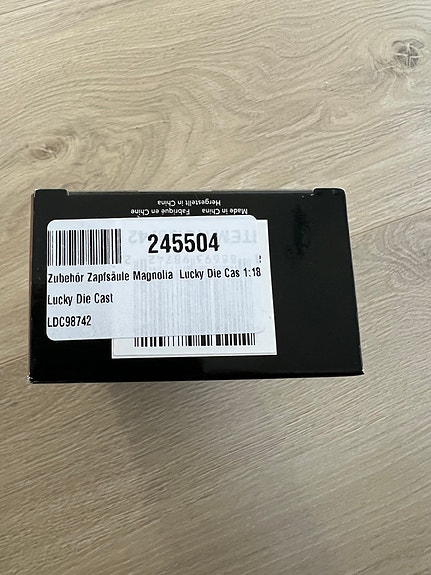 Made in China Fabriqué en Chine
Hergestellt in China
245504
Zubehör Zapfsäule Magnolia Lucky Die Cas 1:18
Lucky Die Cast
LDC98742